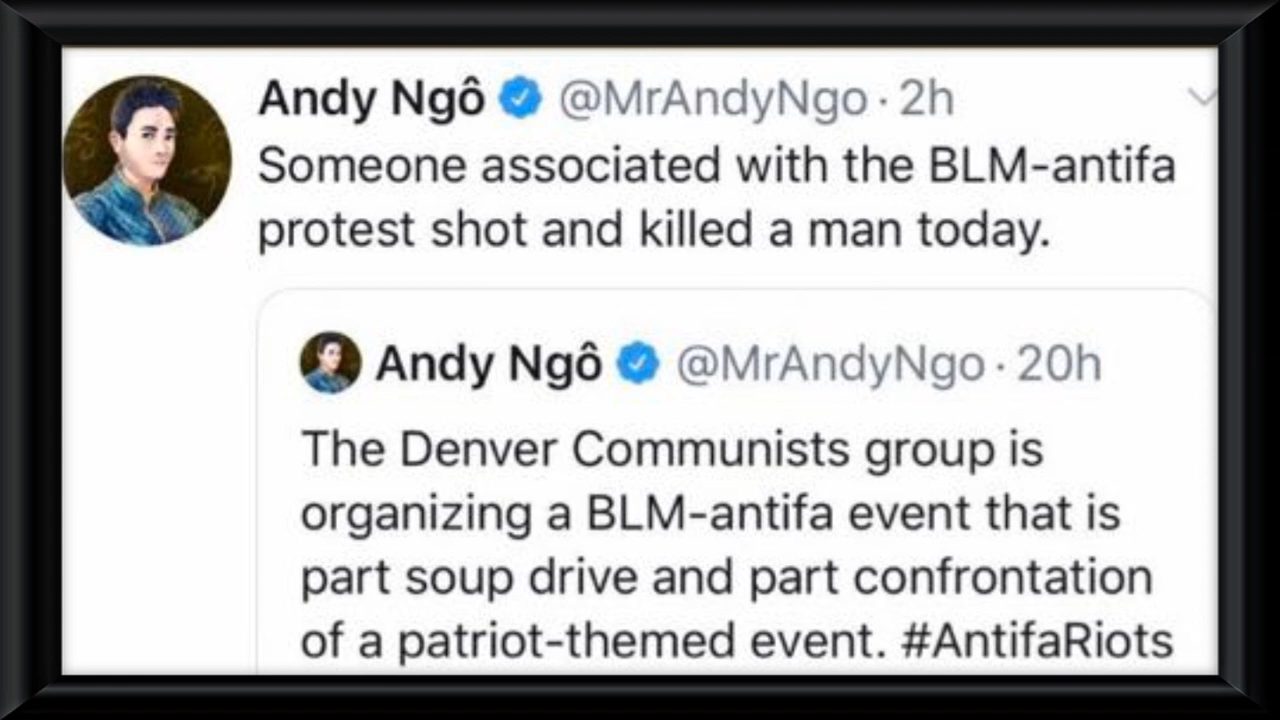 Andy Ngô @MrAndyNgo · 2h
Someone associated with the BLM-antifa
protest shot and killed a man today.
Andy Ngô @MrAndyNgo · 20h
The Denver Communists group is
organizing a BLM-antifa event that is
part soup drive and part confrontation
of a patriot-themed event. #AntifaRiots